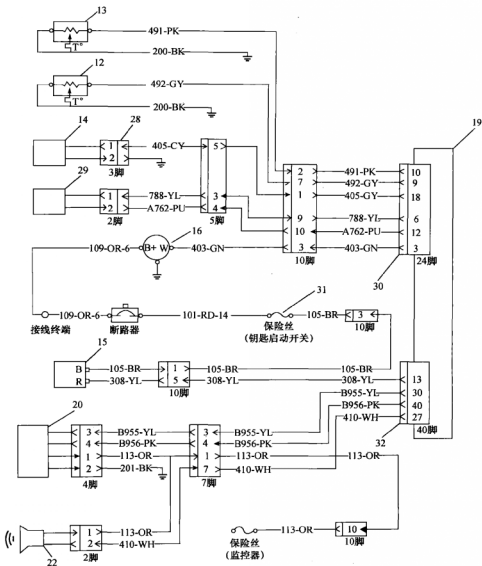 13
491-PK
T°
200-BK
12
492-GY
T°
200-BK
14
28
19
1
405-CY
5
2
3脚
2
491-PK
10
7
492-GY
9
1
405-GY
18
29
1
788-YL
3
2
A762-PU
4
2脚
5脚
9
788-YL
6
10
A762-PU
12
3
403-GN
3
10脚
24脚
30
16
109-OR-6
B+ W
403-GN
31
109-OR-6
101-RD-14
105-BR
3
接线终端
断路器
保险丝
(钥匙启动开关)
10脚
15
B
105-BR
1
105-BR
105-BR
R
308-YL
5
308-YL
308-YL
13
10脚
B955-YL
30
B956-PK
40
410-WH
27
32
40脚
20
3
B955-YL
3
B955-YL
4
B956-PK
4
B956-PK
1
113-OR
1
113-OR
113-OR
2
201-BK
7
410-WH
4脚
7脚
1
113-OR
2
410-WH
22
2脚
113-OR
10
保险丝
(监控器)
10脚